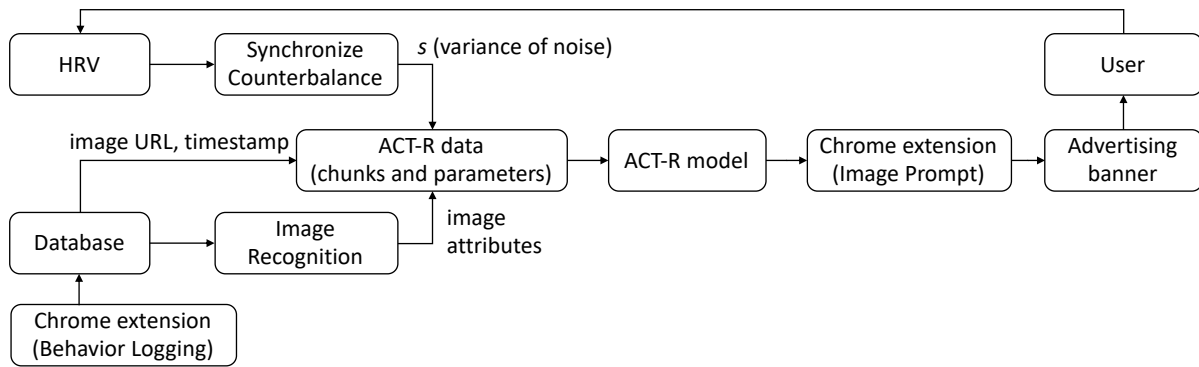 HRV
Synchronize
Counterbalance
s (variance of noise)
User
image URL, timestamp
ACT-R data
(chunks and parameters)
ACT-R model
Chrome extension
(Image Prompt)
Advertising
banner
Database
Image
Recognition
image
attributes
Chrome extension
(Behavior Logging)